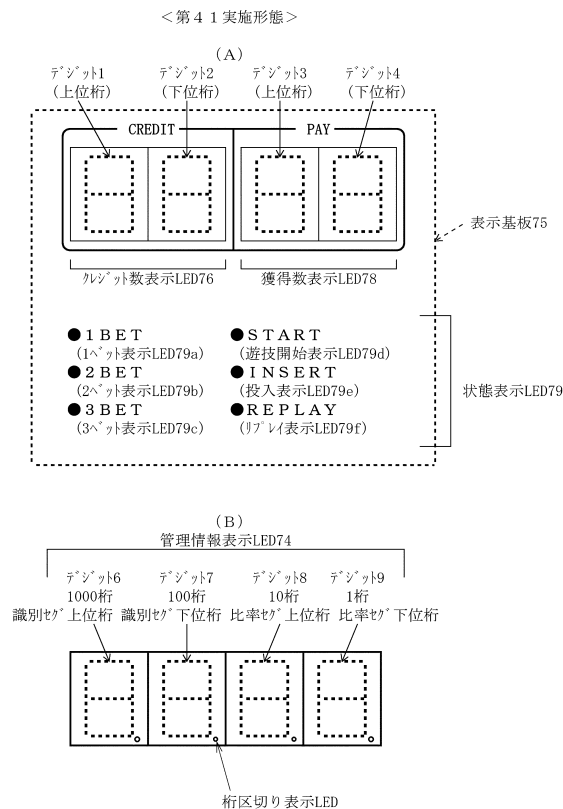 ＜第４１実施形態＞
（Ａ）
ﾃﾞｼﾞｯﾄ1 ﾃﾞｼﾞｯﾄ2 ﾃﾞｼﾞｯﾄ3 ﾃﾞｼﾞｯﾄ4
(上位桁) (下位桁) (上位桁) (下位桁)
CREDIT PAY
表示基板75
ｸﾚｼﾞｯﾄ数表示LED76 獲得数表示LED78
●１ＢＥＴ ●ＳＴＡＲＴ
(1ﾍﾞｯﾄ表示LED79a) (遊技開始表示LED79d)
●２ＢＥＴ ●ＩＮＳＥＲＴ
(2ﾍﾞｯﾄ表示LED79b) (投入表示LED79e)
状態表示LED79
●３ＢＥＴ ●ＲＥＰＬＡＹ
(3ﾍﾞｯﾄ表示LED79c) (ﾘﾌﾟﾚｲ表示LED79f)
（Ｂ）
管理情報表示LED74
ﾃﾞｼﾞｯﾄ6 ﾃﾞｼﾞｯﾄ7 ﾃﾞｼﾞｯﾄ8 ﾃﾞｼﾞｯﾄ9
1000桁 100桁 10桁 1桁
識別ｾｸﾞ上位桁 識別ｾｸﾞ下位桁 比率ｾｸﾞ上位桁 比率ｾｸﾞ下位桁
桁区切り表示LED